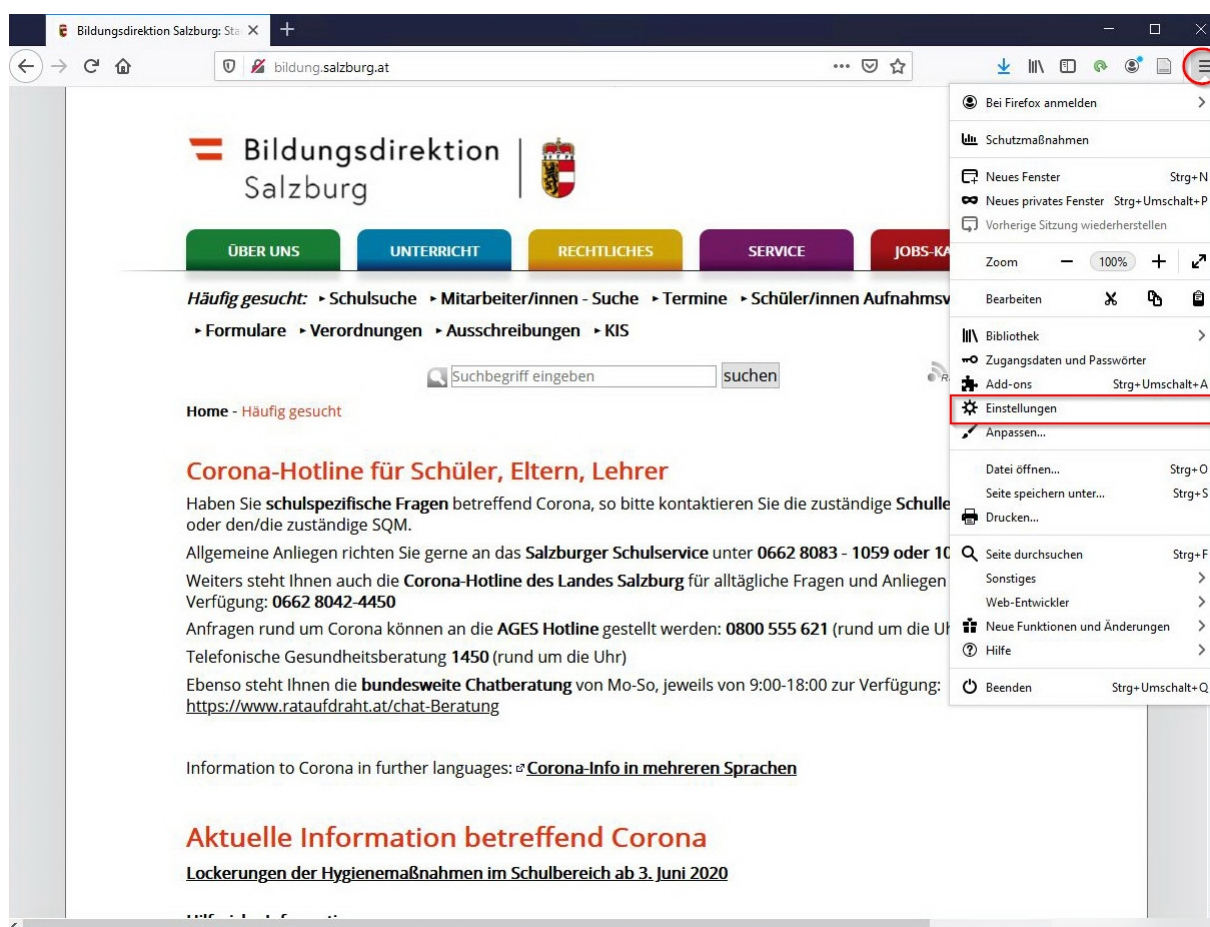 Bildungsdirektion Salzburg: Sta
bildung.salzburg.at
Bildungsdirektion
Salzburg
ÜBER UNS UNTERRICHT RECHTLICHES SERVICE JOBS-KA
Häufig gesucht: ‣ Schulsuche ‣ Mitarbeiter/innen - Suche ‣ Termine ‣ Schüler/innen Aufnahmsv
‣ Formulare ‣ Verordnungen ‣ Ausschreibungen ‣ KIS
Suchbegriff eingeben suchen
Home - Häufig gesucht
Corona-Hotline für Schüler, Eltern, Lehrer
Haben Sie schulspezifische Fragen betreffend Corona, so bitte kontaktieren Sie die zuständige Schulle
oder den/die zuständige SQM.
Allgemeine Anliegen richten Sie gerne an das Salzburger Schulservice unter 0662 8083 - 1059 oder 10
Weiters steht Ihnen auch die Corona-Hotline des Landes Salzburg für alltägliche Fragen und Anliegen
Verfügung: 0662 8042-4450
Anfragen rund um Corona können an die AGES Hotline gestellt werden: 0800 555 621 (rund um die Uh
Telefonische Gesundheitsberatung 1450 (rund um die Uhr)
Ebenso steht Ihnen die bundesweite Chatberatung von Mo-So, jeweils von 9:00-18:00 zur Verfügung:
https://www.rataufdraht.at/chat-Beratung
Information to Corona in further languages: Corona-Info in mehreren Sprachen
Aktuelle Information betreffend Corona
Lockerungen der Hygienemaßnahmen im Schulbereich ab 3. Juni 2020
Bei Firefox anmelden
Schutzmaßnahmen
Neues Fenster Strg+N
Neues privates Fenster Strg+Umschalt+P
Vorherige Sitzung wiederherstellen
Zoom 100%
Bearbeiten
Bibliothek
Zugangsdaten und Passwörter
Add-ons Strg+Umschalt+A
Einstellungen
Anpassen...
Datei öffnen... Strg+O
Seite speichern unter... Strg+S
Drucken...
Seite durchsuchen Strg+F
Sonstiges
Web-Entwickler
Neue Funktionen und Änderungen
Hilfe
Beenden Strg+Umschalt+Q